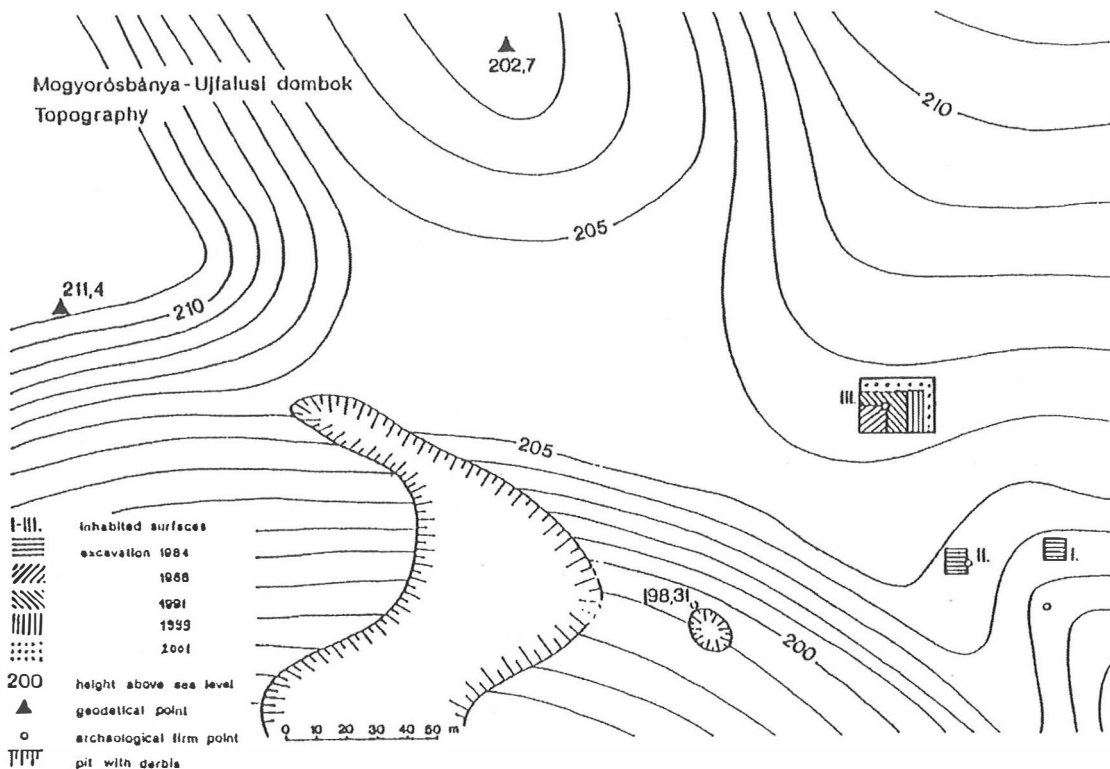 Mogyorósbánya - Ujfalusi dombok
Topography
202,7
210
205
211,4
210
III.
205
II.
I.
198,31
200
I-III. inhabited surfaces
excavation 1984
1988
1991
1999
2001
200 height above sea level
geodetical point
archaological firm point
pit with derbis
0 10 20 30 40 50 m